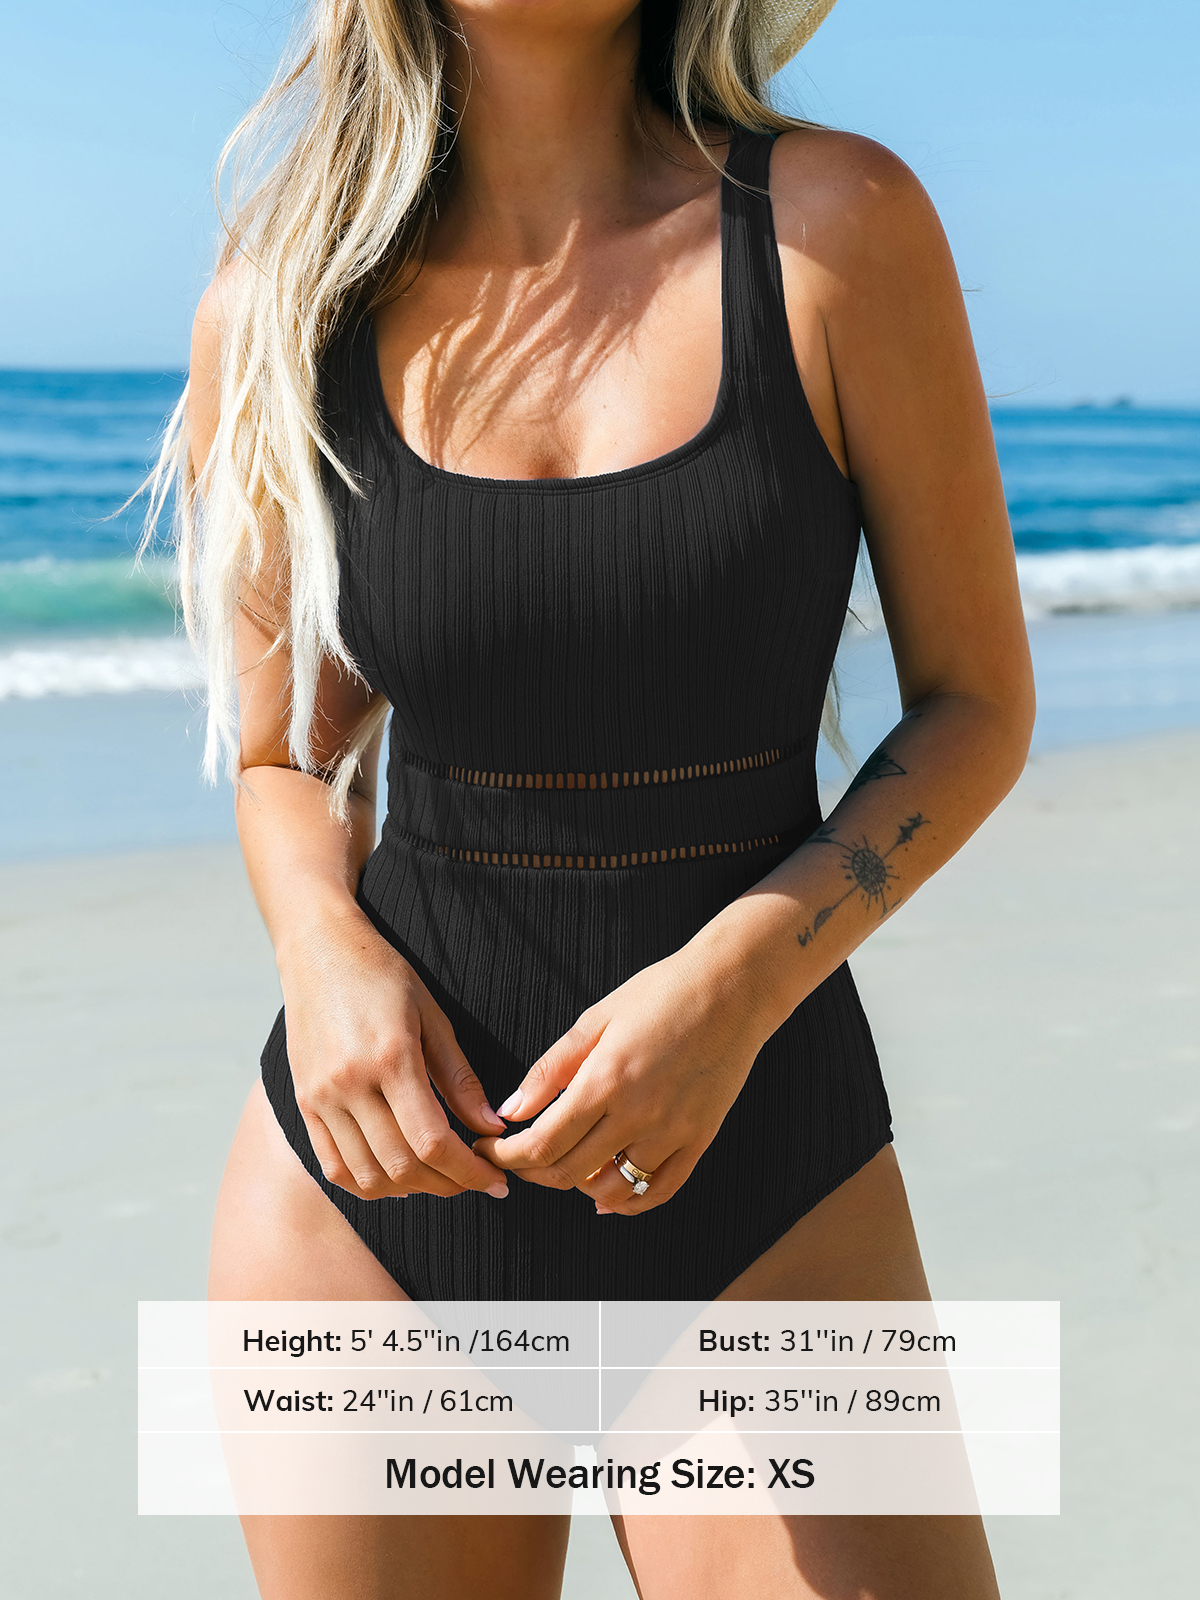 Height: 5' 4.5''in /164cm
Bust: 31''in / 79cm
Waist: 24''in / 61cm
Hip: 35''in / 89cm
Model Wearing Size: XS